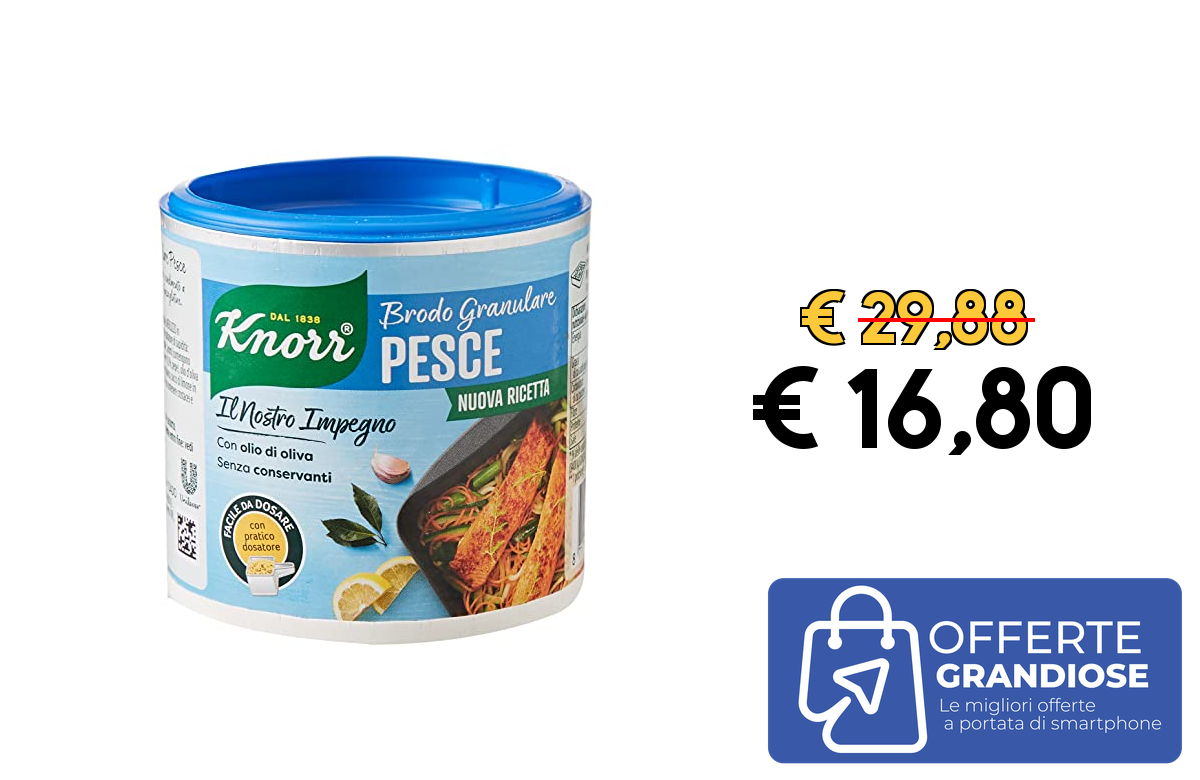 DAL 1838
Knorr®
Brodo Granulare
PESCE
NUOVA RICETTA
Il Nostro Impegno
Con olio di oliva
Senza conservanti
FACILE DA DOSARE
con
pratico
dosatore
€ 29,88
€ 16,80
OFFERTE
GRANDIOSE
Le migliori offerte
a portata di smartphone